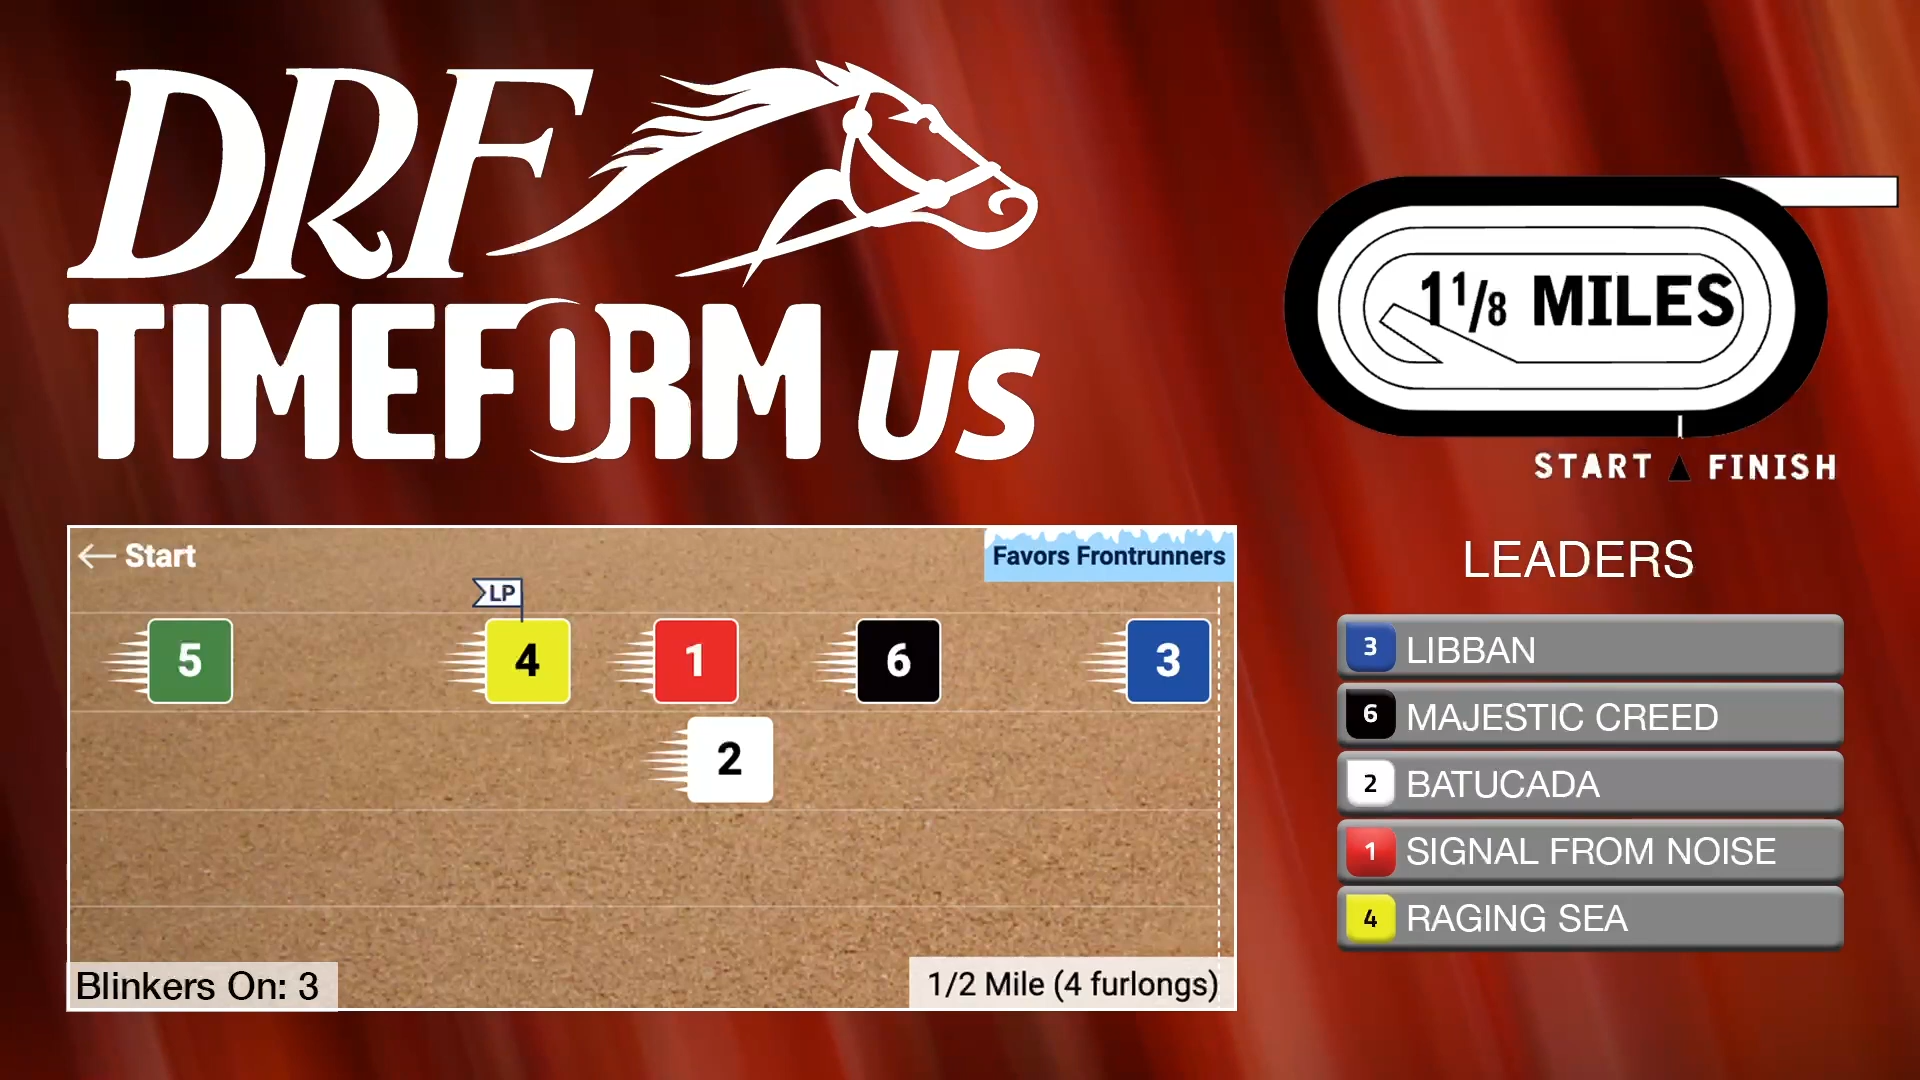 DRF
TIMEFORM US
1 1/8 MILES
START FINISH
← Start
Favors Frontrunners
LP
5
4
1
6
3
2
Blinkers On: 3
1/2 Mile (4 furlongs)
LEADERS
3 LIBBAN
6 MAJESTIC CREED
2 BATUCADA
1 SIGNAL FROM NOISE
4 RAGING SEA